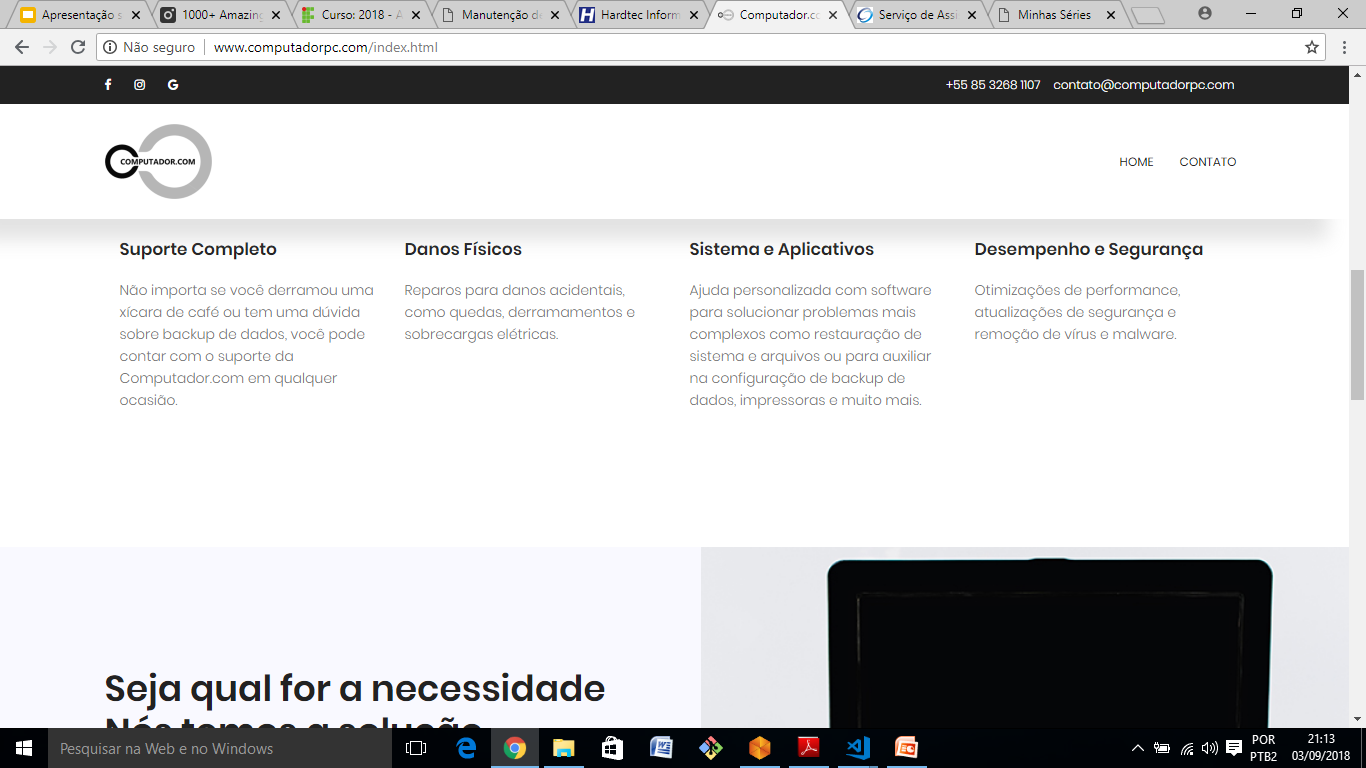 Apresentação s
1000+ Amazing
Curso: 2018 - A
Manutenção de
Hardtec Inform
Computador.co
Serviço de Assi
Minhas Séries
Não seguro
www.computadorpc.com/index.html
+55 85 3268 1107 contato@computadorpc.com
COMPUTADOR.COM
HOME CONTATO
Suporte Completo
Não importa se você derramou uma
xícara de café ou tem uma dúvida
sobre backup de dados, você pode
contar com o suporte da
Computador.com em qualquer
ocasião.
Danos Físicos
Reparos para danos acidentais,
como quedas, derramamentos e
sobrecargas elétricas.
Sistema e Aplicativos
Ajuda personalizada com software
para solucionar problemas mais
complexos como restauração de
sistema e arquivos ou para auxiliar
na configuração de backup de
dados, impressoras e muito mais.
Desempenho e Segurança
Otimizações de performance,
atualizações de segurança e
remoção de vírus e malware.
Seja qual for a necessidade
Nós temos a solução
Pesquisar na Web e no Windows
POR
PTB2
21:13
03/09/2018